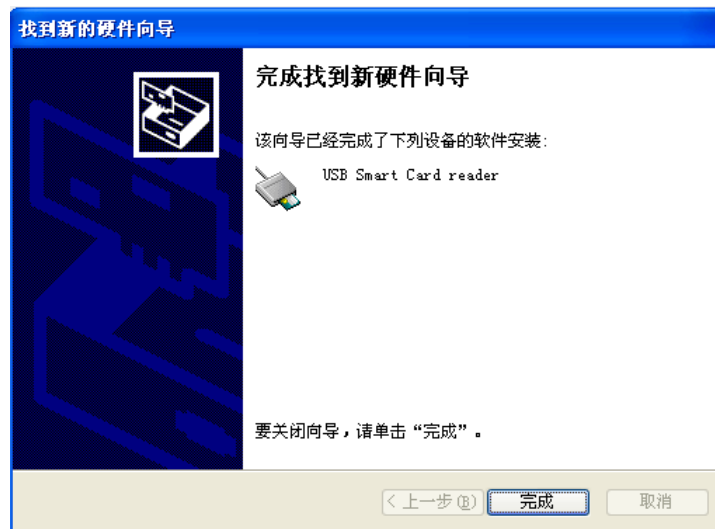 找到新的硬件向导
完成找到新硬件向导
该向导已经完成了下列设备的软件安装:
USB Smart Card reader
要关闭向导，请单击“完成”。
< 上一步(B) 完成 取消